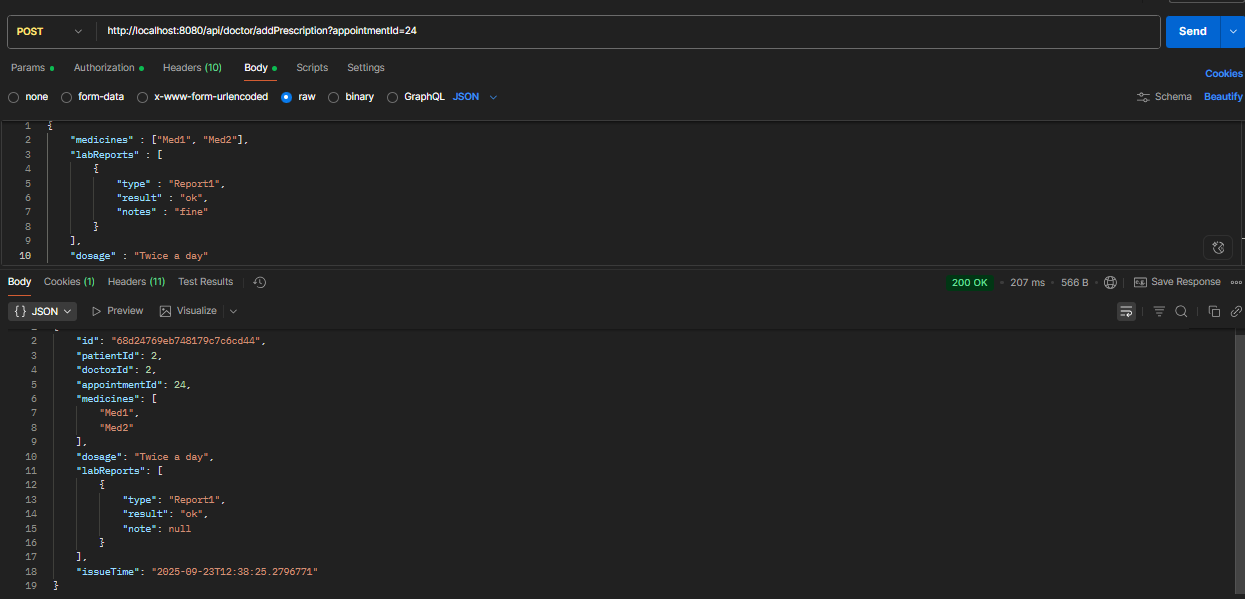 POST http://localhost:8080/api/doctor/addPrescription?appointmentId=24 Send
Params Authorization Headers (10) Body Scripts Settings Cookies
none form-data x-www-form-urlencoded raw binary GraphQL JSON Schema Beautify
1 {
2 "medicines" : ["Med1", "Med2"],
3 "labReports" : [
4 {
5 "type" : "Report1",
6 "result" : "ok",
7 "notes" : "fine"
8 }
9 ],
10 "dosage" : "Twice a day"
Body Cookies (1) Headers (11) Test Results 200 OK 207 ms 566 B Save Response
{} JSON Preview Visualize
2 "id": "68d24769eb748179c7c6cd44",
3 "patientId": 2,
4 "doctorId": 2,
5 "appointmentId": 24,
6 "medicines": [
7 "Med1",
8 "Med2"
9 ],
10 "dosage": "Twice a day",
11 "labReports": [
12 {
13 "type": "Report1",
14 "result": "ok",
15 "note": null
16 }
17 ],
18 "issueTime": "2025-09-23T12:38:25.2796771"
19 }